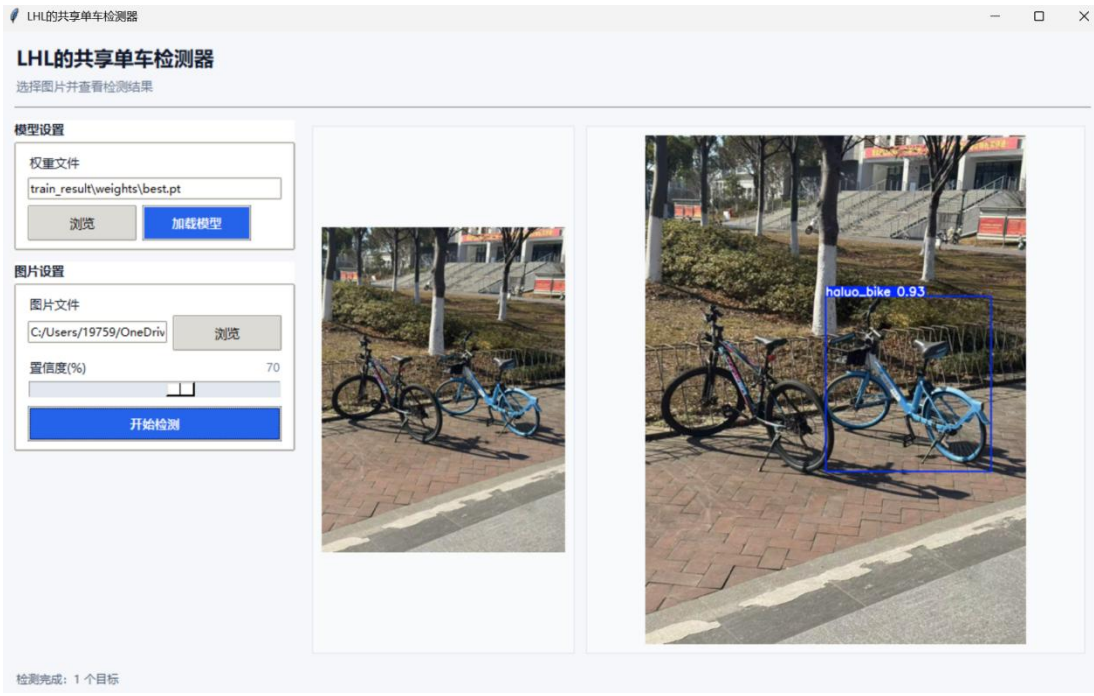 LHL的共享单车检测器
LHL的共享单车检测器
选择图片并查看检测结果
模型设置
权重文件
train_result\weights\best.pt
浏览
加载模型
图片设置
图片文件
C:/Users/19759/OneDriv
浏览
置信度(%)
70
开始检测
haluo_bike 0.93
检测完成：1 个目标